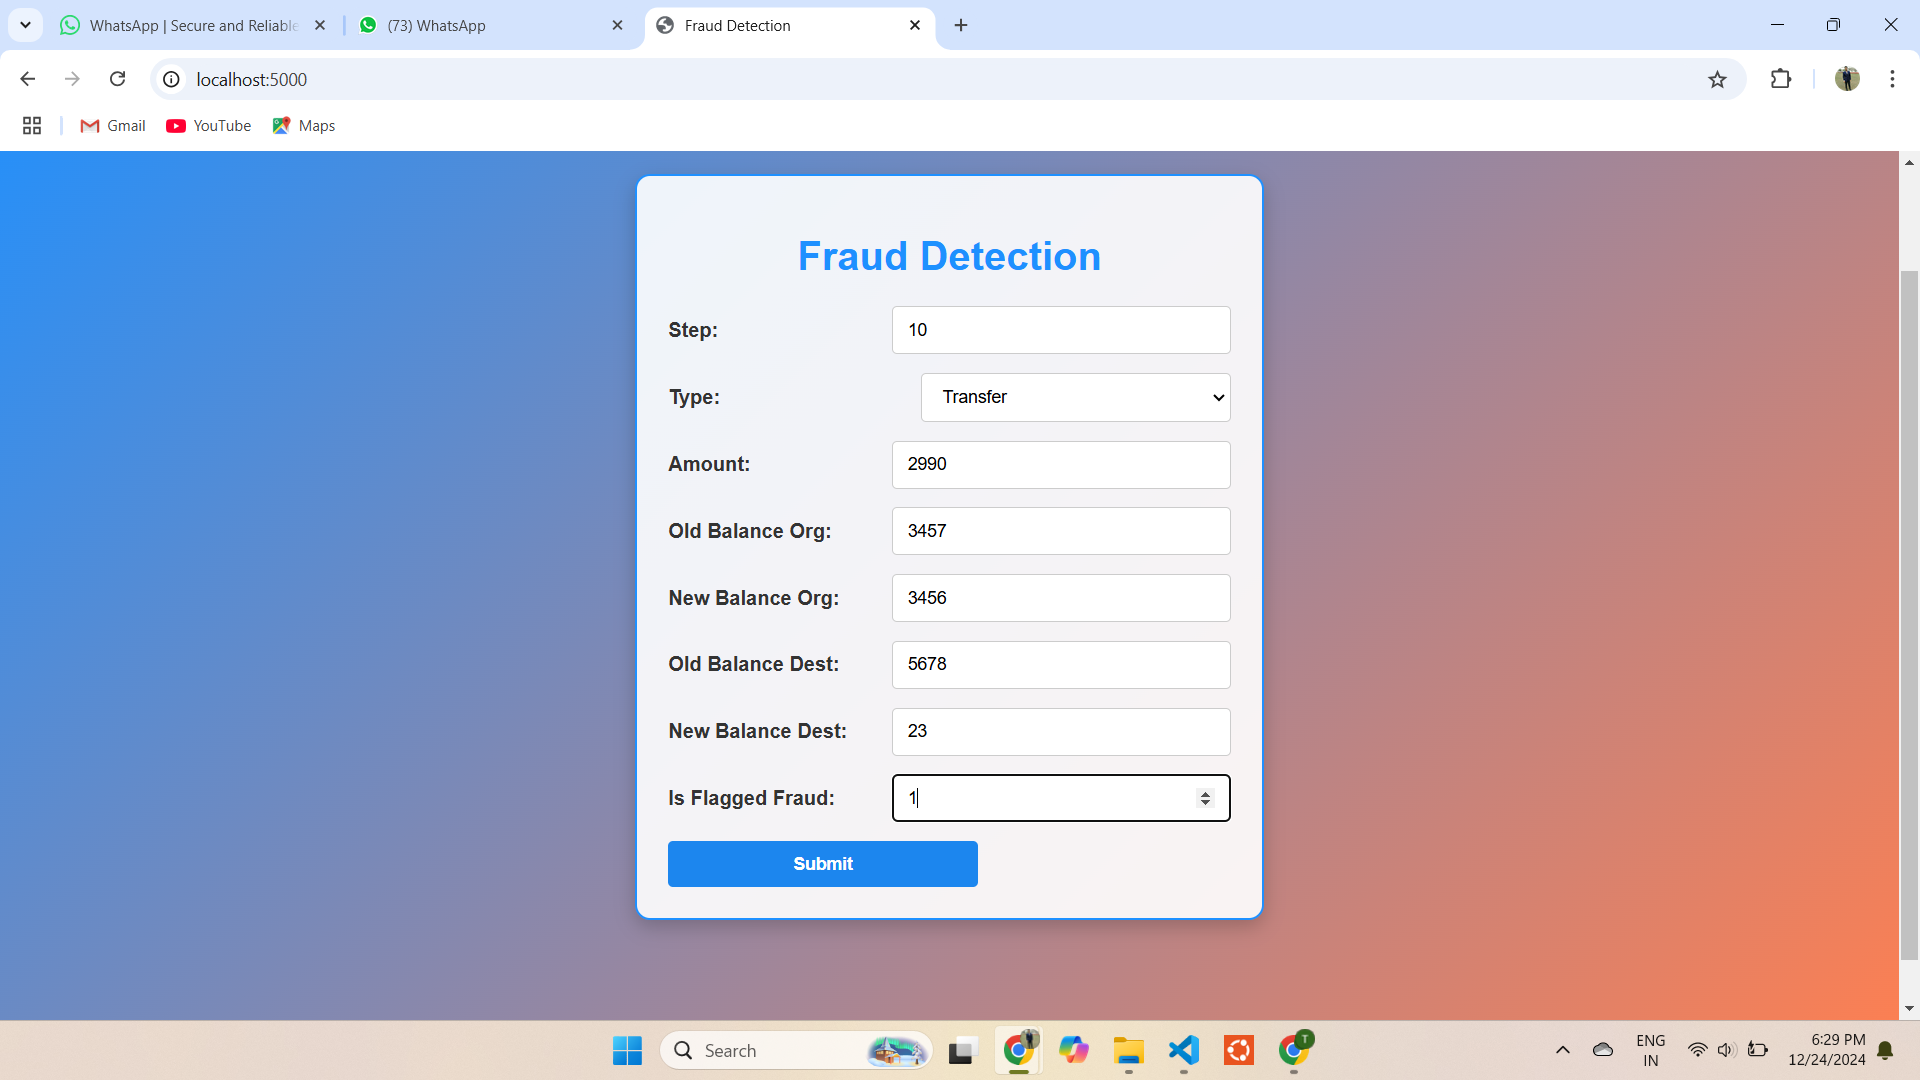 WhatsApp | Secure and Reliable
(73) WhatsApp
Fraud Detection
localhost:5000
Gmail
YouTube
Maps
Fraud Detection
Step: 10
Type: Transfer
Amount: 2990
Old Balance Org: 3457
New Balance Org: 3456
Old Balance Dest: 5678
New Balance Dest: 23
Is Flagged Fraud: 1
Submit
Search
T
ENG
IN
6:29 PM
12/24/2024